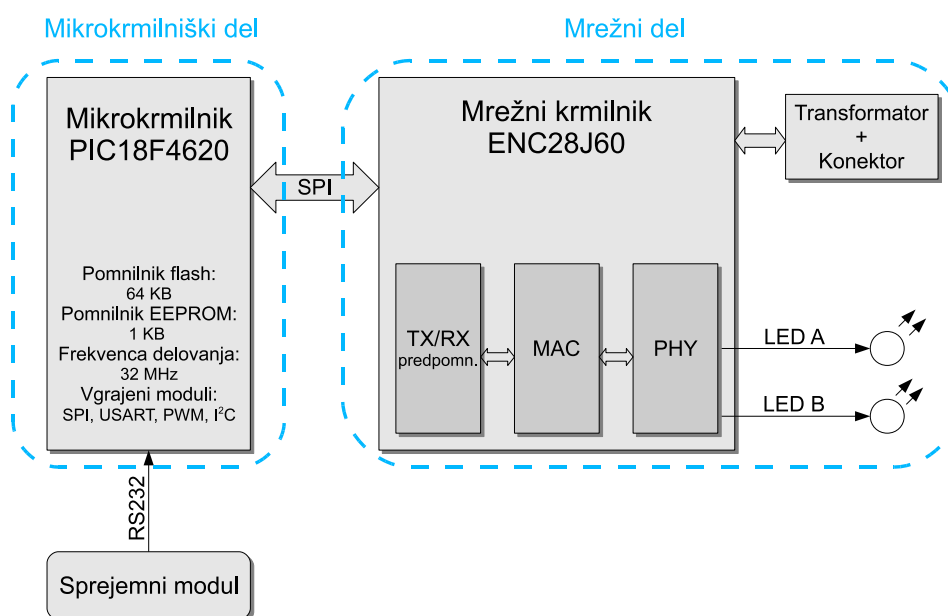 Mikrokrmilniški del
Mrežni del
Mikrokrmilnik
PIC18F4620
Pomnilnik flash:
64 KB
Pomnilnik EEPROM:
1 KB
Frekvenca delovanja:
32 MHz
Vgrajeni moduli:
SPI, USART, PWM, I²C
SPI
Mrežni krmilnik
ENC28J60
TX/RX
predpomn.
MAC
PHY
Transformator
+
Konektor
LED A
LED B
RS232
Sprejemni modul